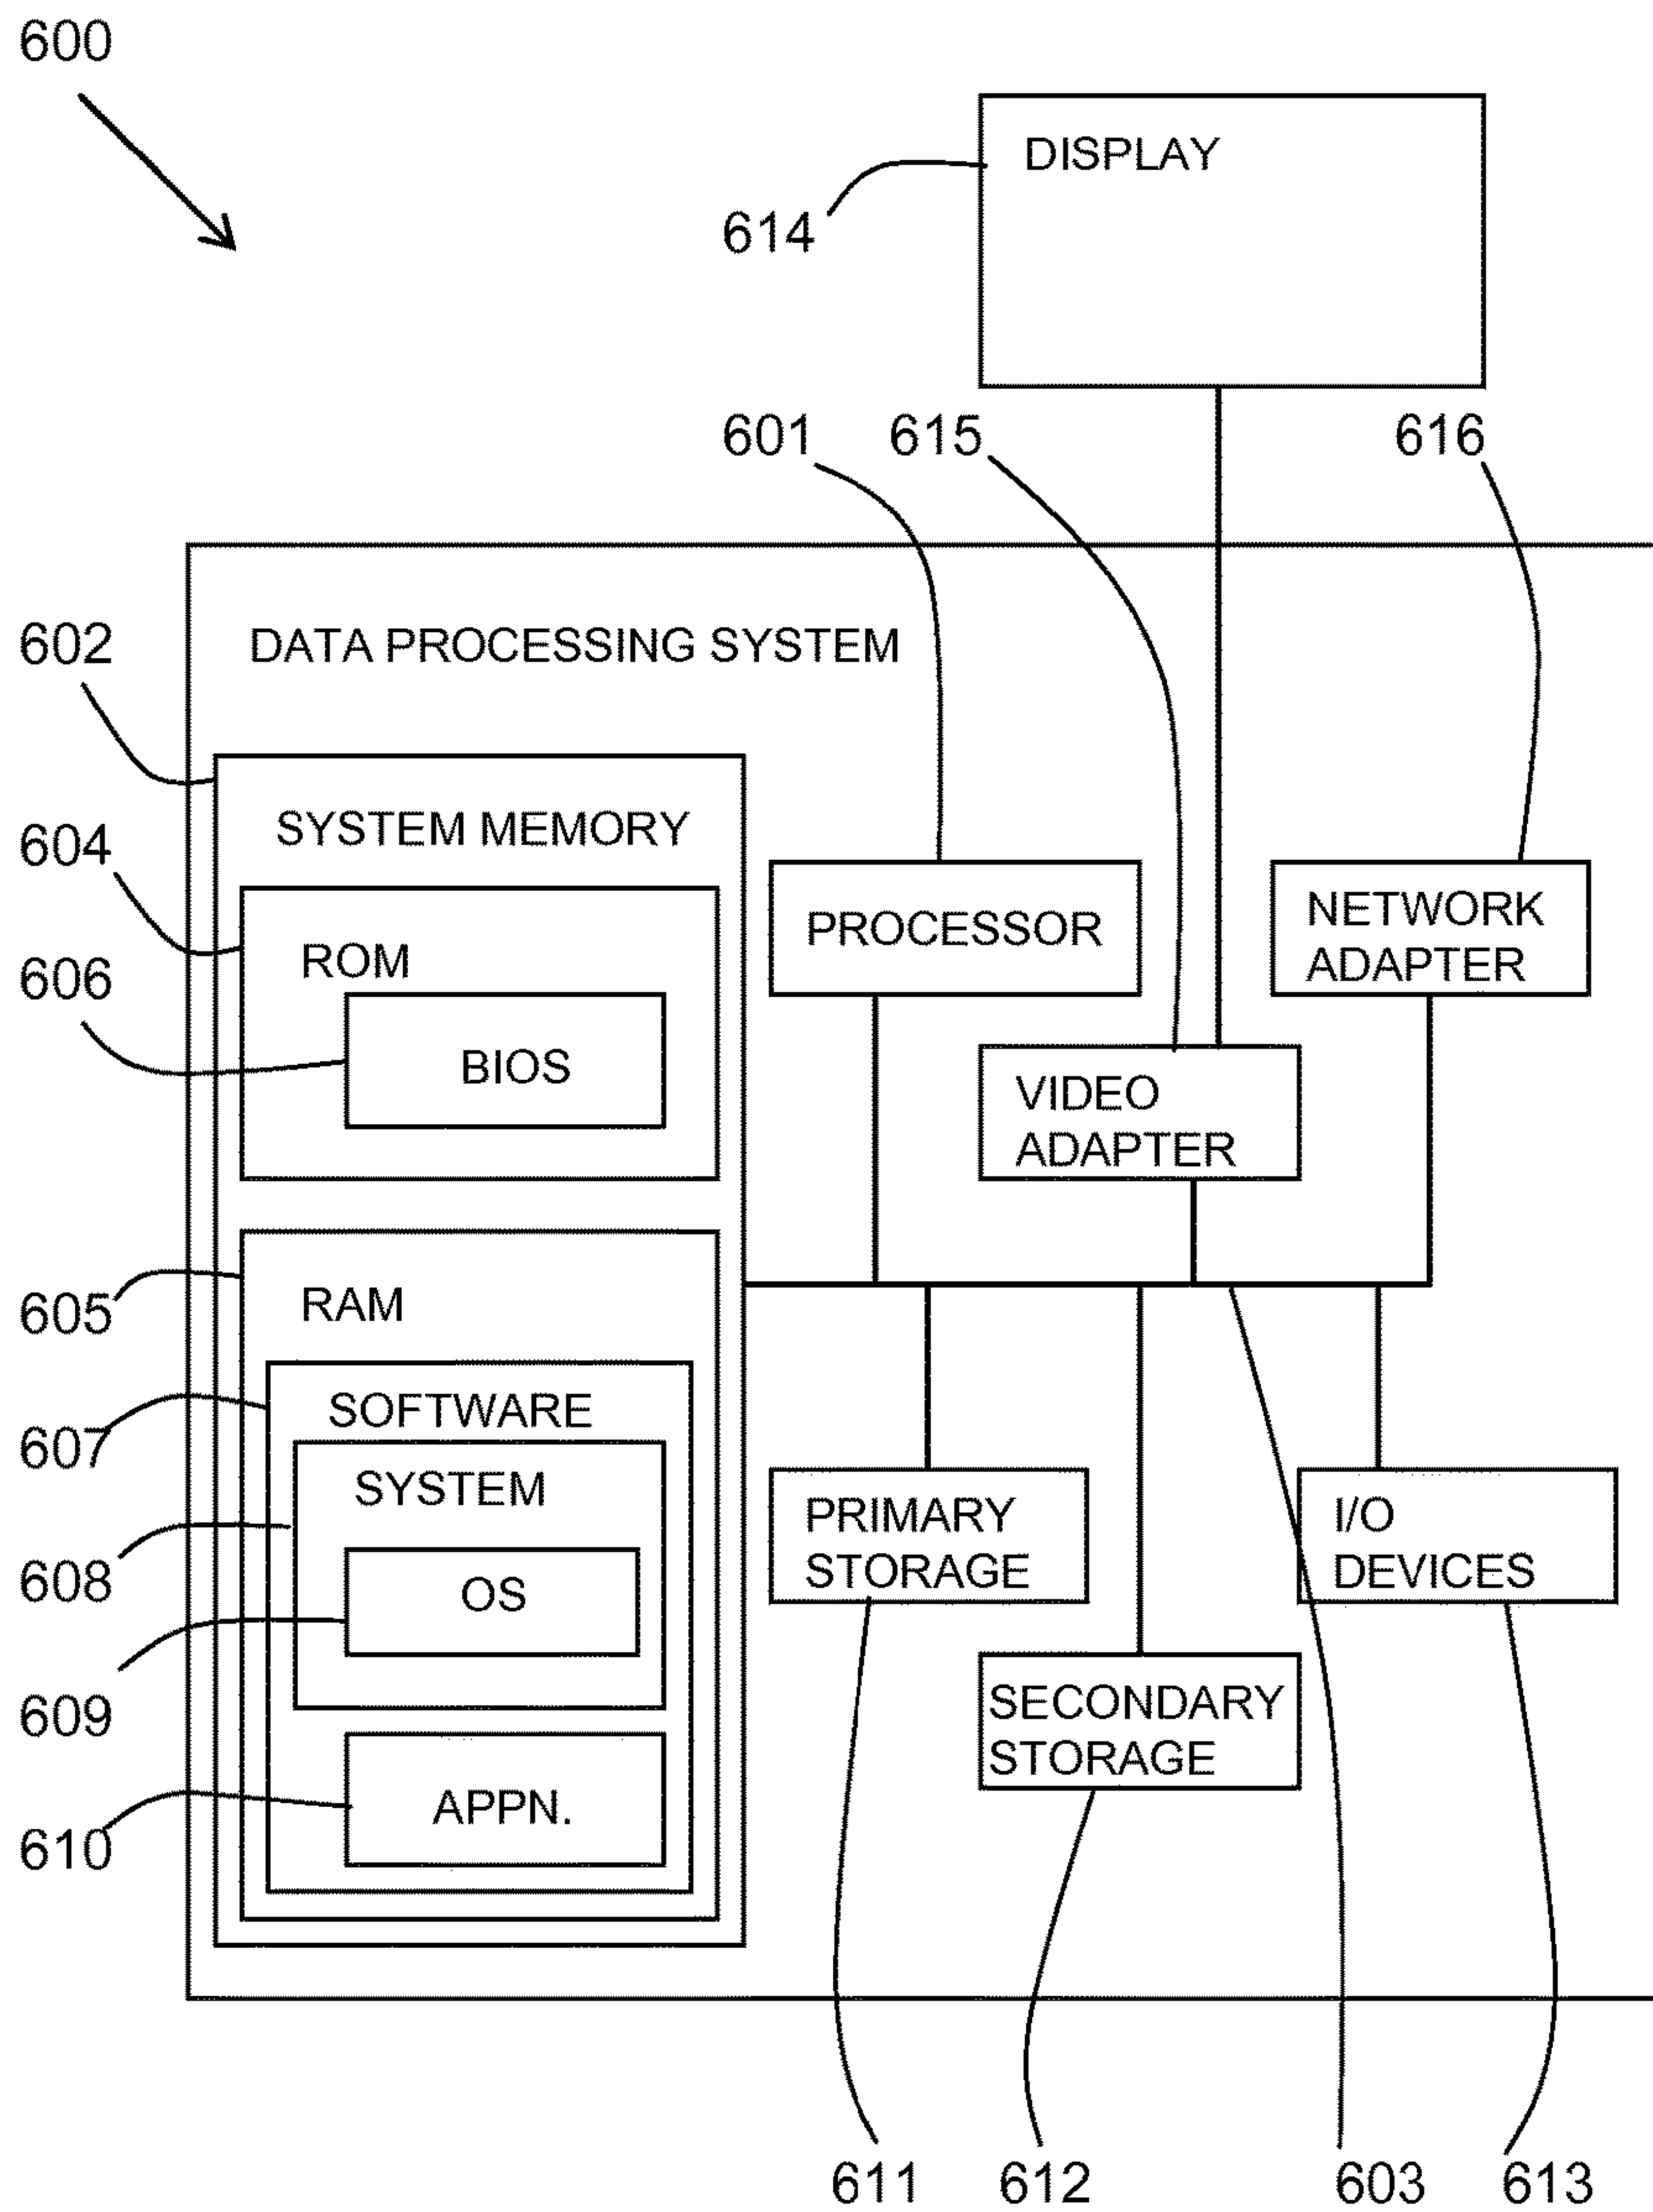 600
DISPLAY
614
601
615
616
602
DATA PROCESSING SYSTEM
SYSTEM MEMORY
604
ROM
606
BIOS
PROCESSOR
NETWORK
ADAPTER
VIDEO
ADAPTER
605
RAM
607
SOFTWARE
SYSTEM
608
OS
609
610
APPN.
PRIMARY
STORAGE
I/O
DEVICES
SECONDARY
STORAGE
611
612
603
613